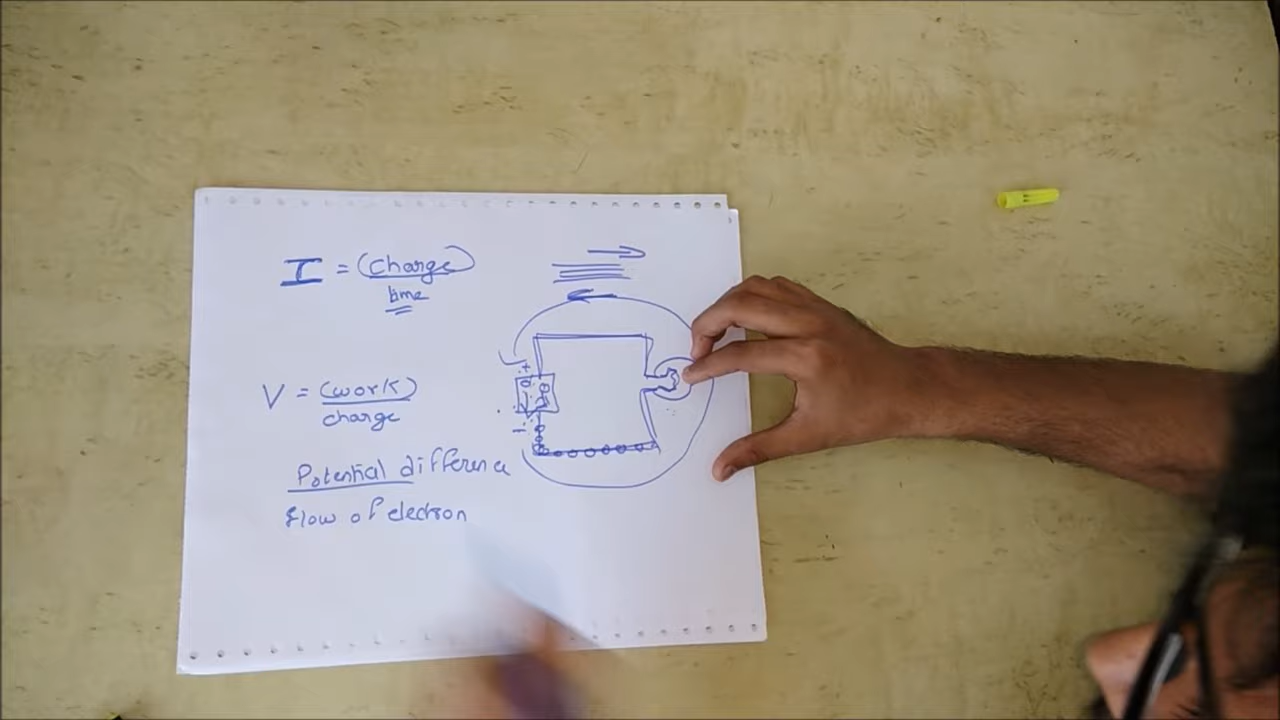 I = (charge)
time
V = (work)
charge
Potential difference
flow of electron
+
-